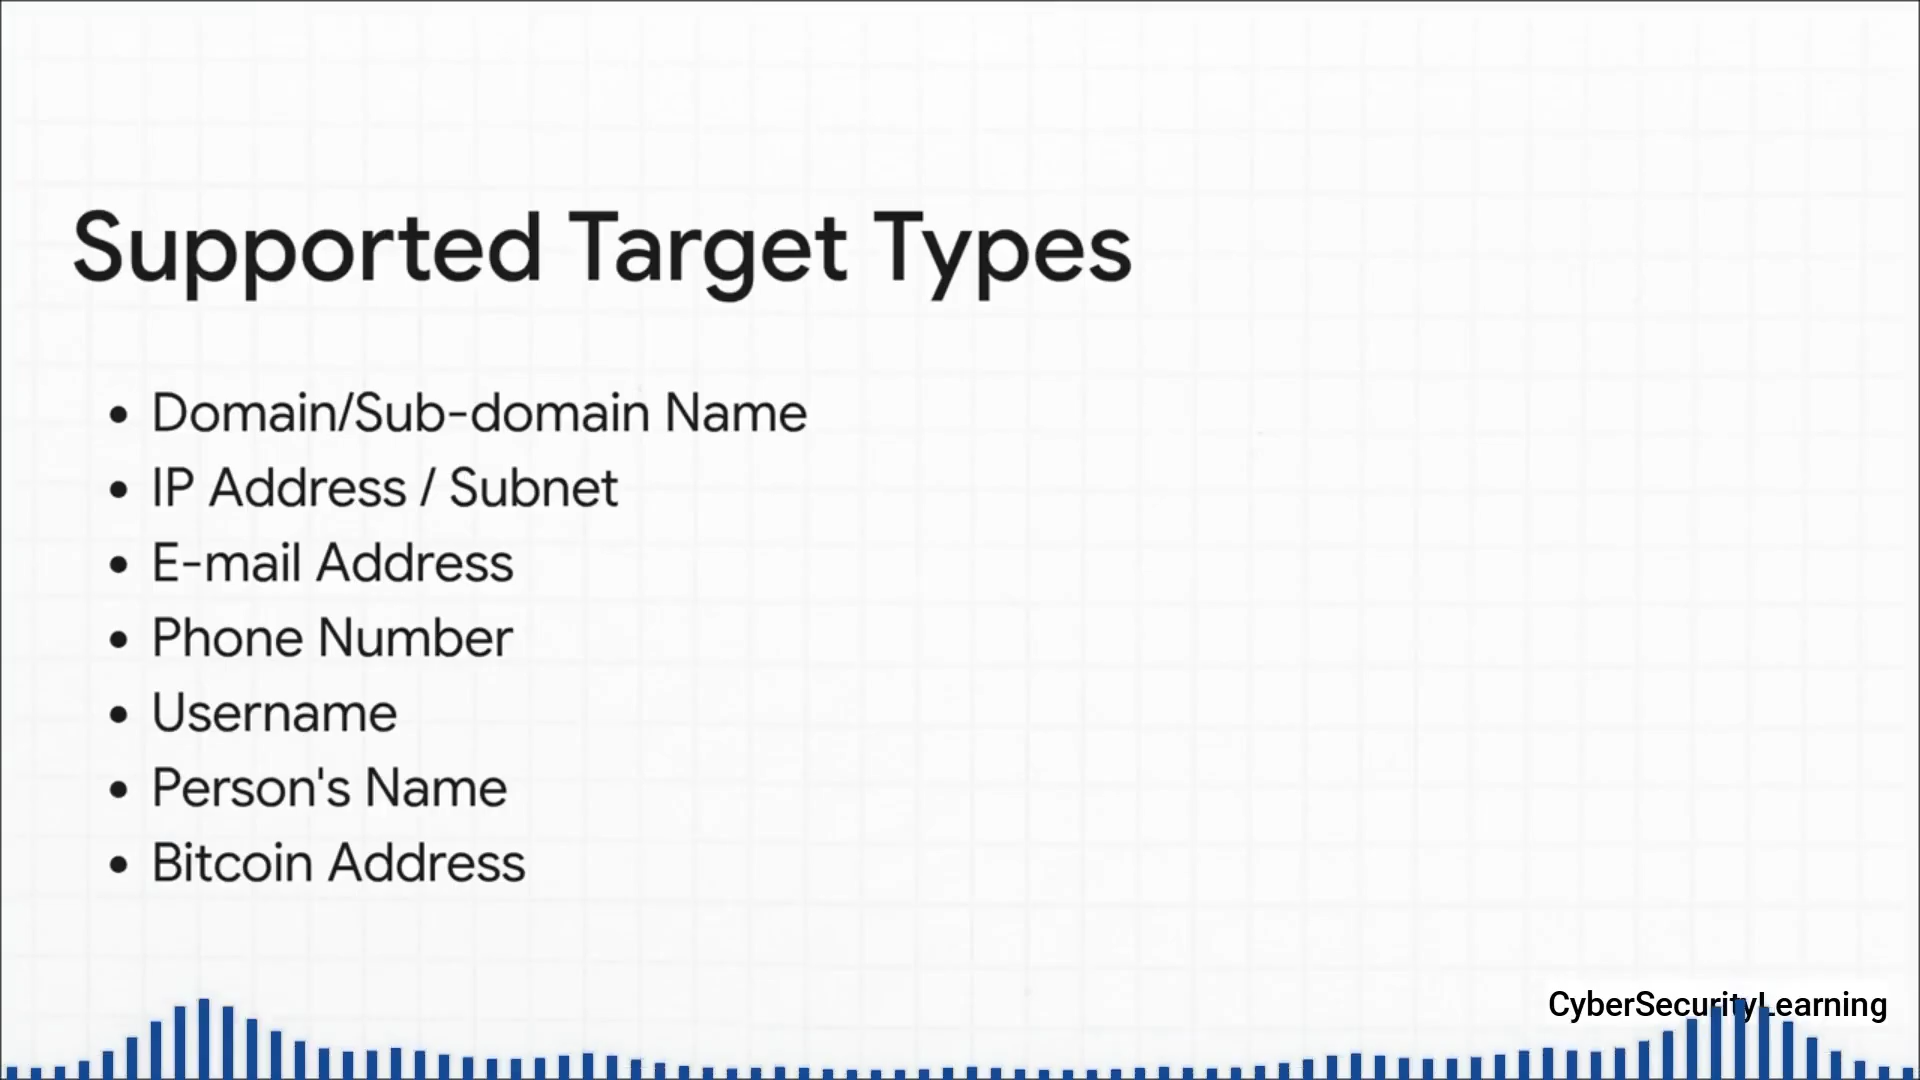 Supported Target Types
• Domain/Sub-domain Name
• IP Address / Subnet
• E-mail Address
• Phone Number
• Username
• Person's Name
• Bitcoin Address
CyberSecurityLearning